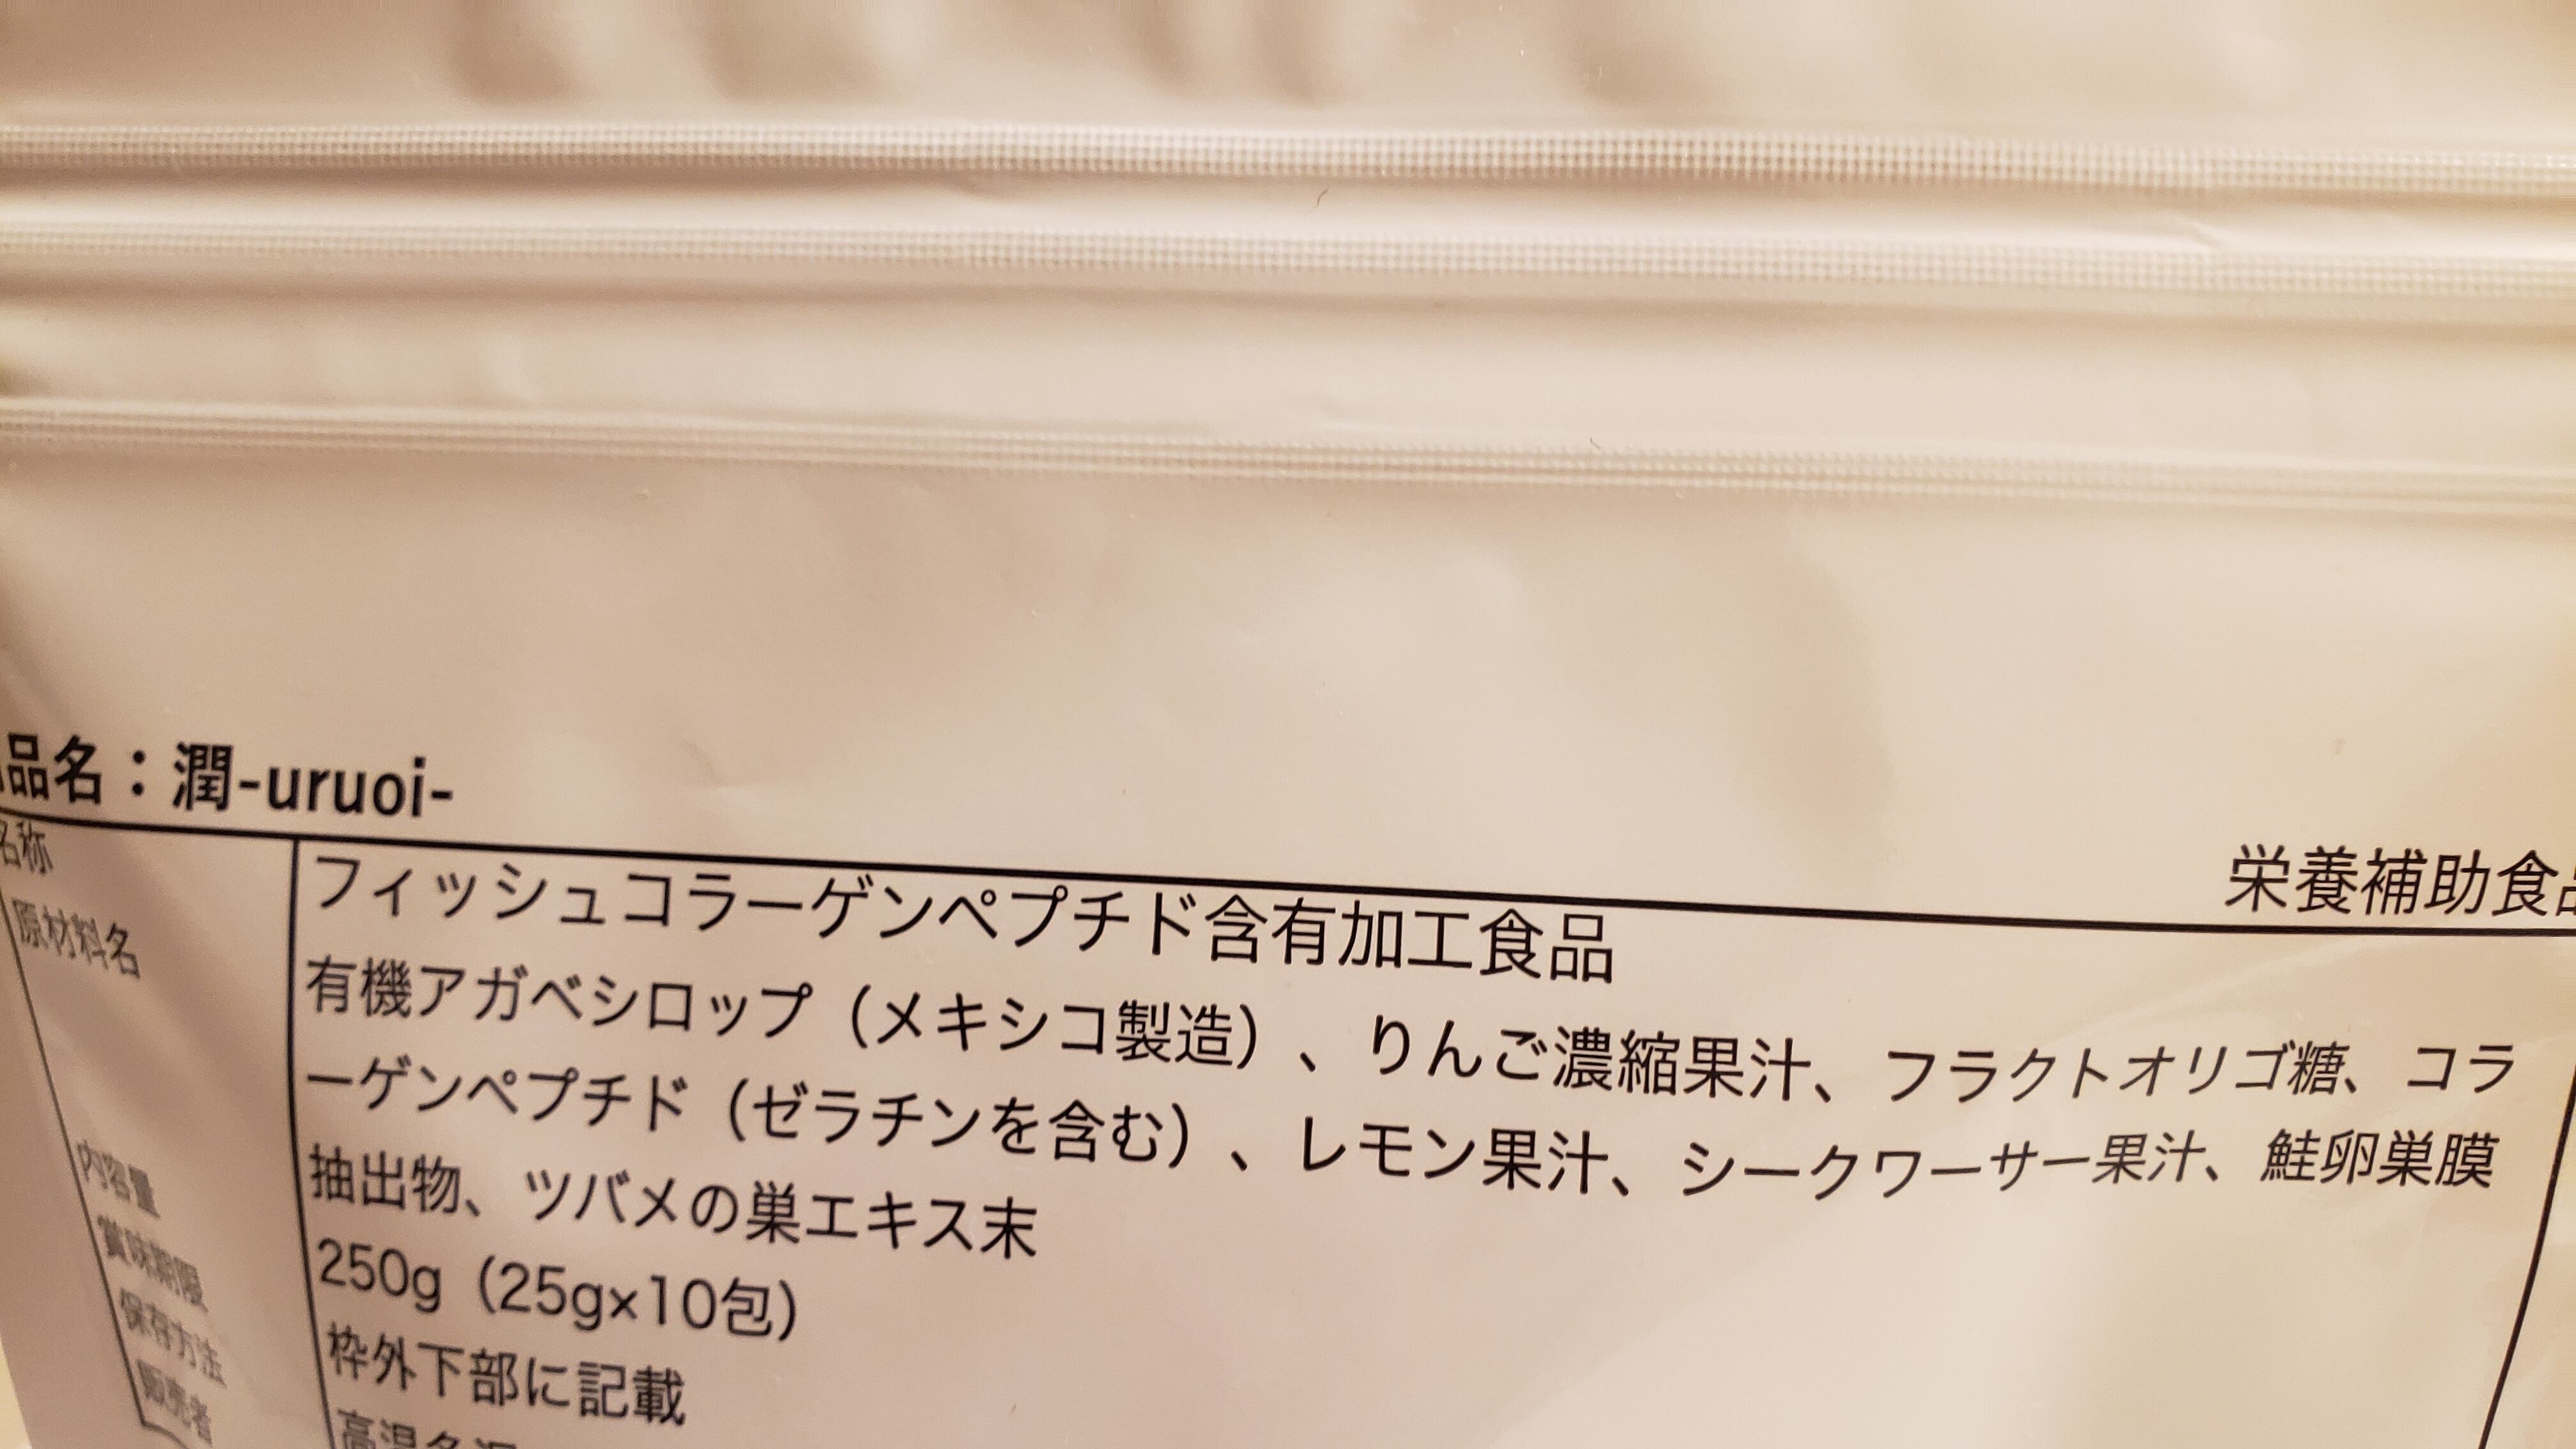 品名：潤-uruoi-
栄養補助食品
名称 フィッシュコラーゲンペプチド含有加工食品
原材料名 有機アガベシロップ（メキシコ製造）、りんご濃縮果汁、フラクトオリゴ糖、コラ
ーゲンペプチド（ゼラチンを含む）、レモン果汁、シークワーサー果汁、鮭卵巣膜
抽出物、ツバメの巣エキス末
内容量 250g（25g×10包）
賞味期限 枠外下部に記載
保存方法 高温多湿
販売者